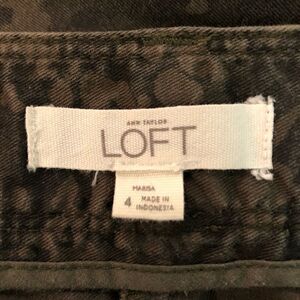 ANN TAYLOR
LOFT
MARISA
4 MADE IN
INDONESIA